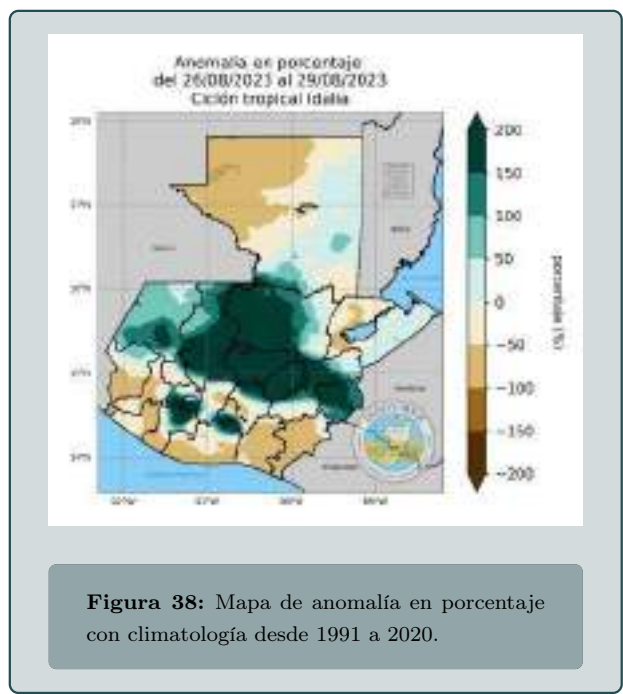 Anomalía en porcentaje
del 26/08/2023 al 29/08/2023
Ciclón tropical Idalia
200
150
100
50
0
−50
−100
−150
−200
porcentaje (%)
Figura 38: Mapa de anomalía en porcentaje
con climatología desde 1991 a 2020.